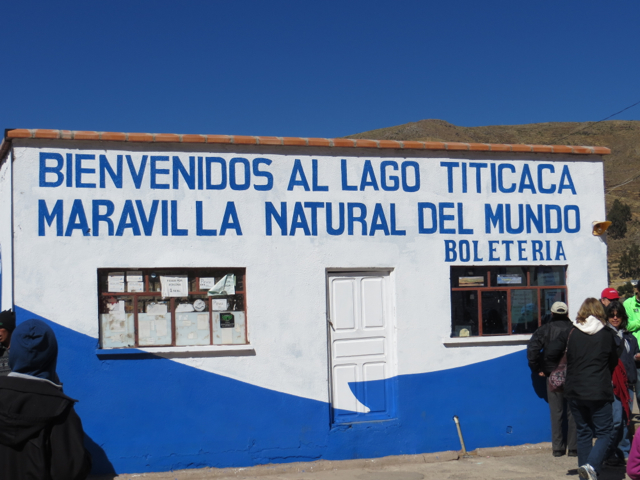 BIENVENIDOS AL LAGO TITICACA
MARAVILLA NATURAL DEL MUNDO
BOLETERIA